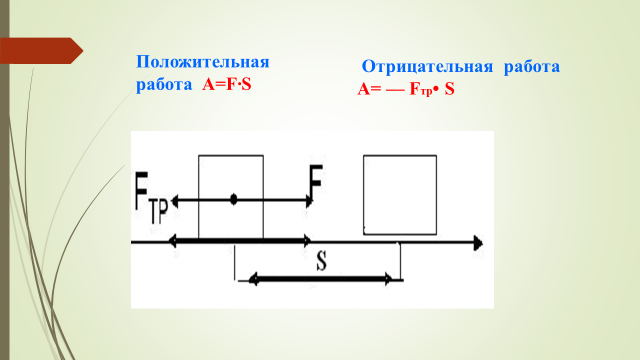 Положительная
работа А=F·S
Отрицательная работа
А= — Fтр• S
FТР
F
S